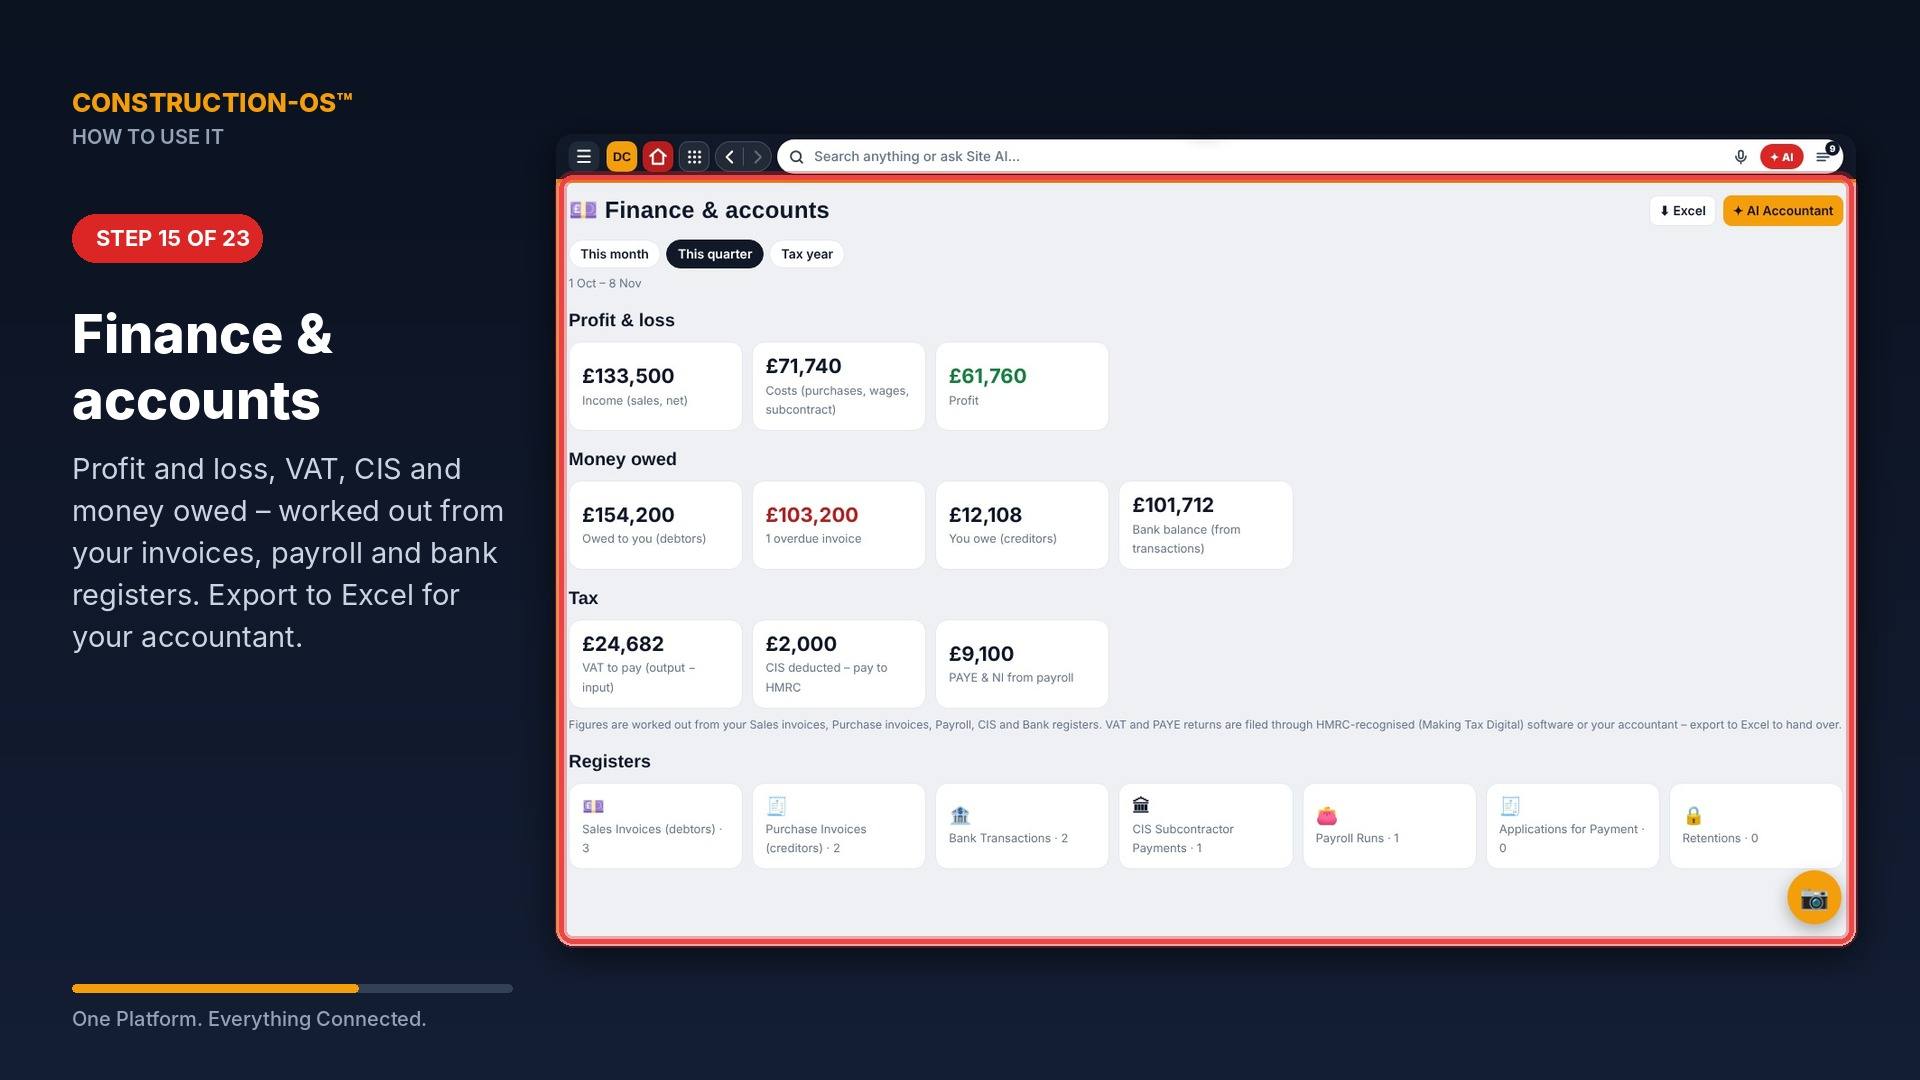 CONSTRUCTION-OS™
HOW TO USE IT
STEP 15 OF 23
Finance &
accounts
Profit and loss, VAT, CIS and
money owed – worked out from
your invoices, payroll and bank
registers. Export to Excel for
your accountant.
One Platform. Everything Connected.
DC
Search anything or ask Site AI...
✦ AI
9
Finance & accounts
⬇ Excel
✦ AI Accountant
This month
This quarter
Tax year
1 Oct – 8 Nov
Profit & loss
£133,500
Income (sales, net)
£71,740
Costs (purchases, wages,
subcontract)
£61,760
Profit
Money owed
£154,200
Owed to you (debtors)
£103,200
1 overdue invoice
£12,108
You owe (creditors)
£101,712
Bank balance (from
transactions)
Tax
£24,682
VAT to pay (output –
input)
£2,000
CIS deducted – pay to
HMRC
£9,100
PAYE & NI from payroll
Figures are worked out from your Sales invoices, Purchase invoices, Payroll, CIS and Bank registers. VAT and PAYE returns are filed through HMRC-recognised (Making Tax Digital) software or your accountant – export to Excel to hand over.
Registers
Sales Invoices (debtors) ·
3
Purchase Invoices
(creditors) · 2
Bank Transactions · 2
CIS Subcontractor
Payments · 1
Payroll Runs · 1
Applications for Payment ·
0
Retentions · 0